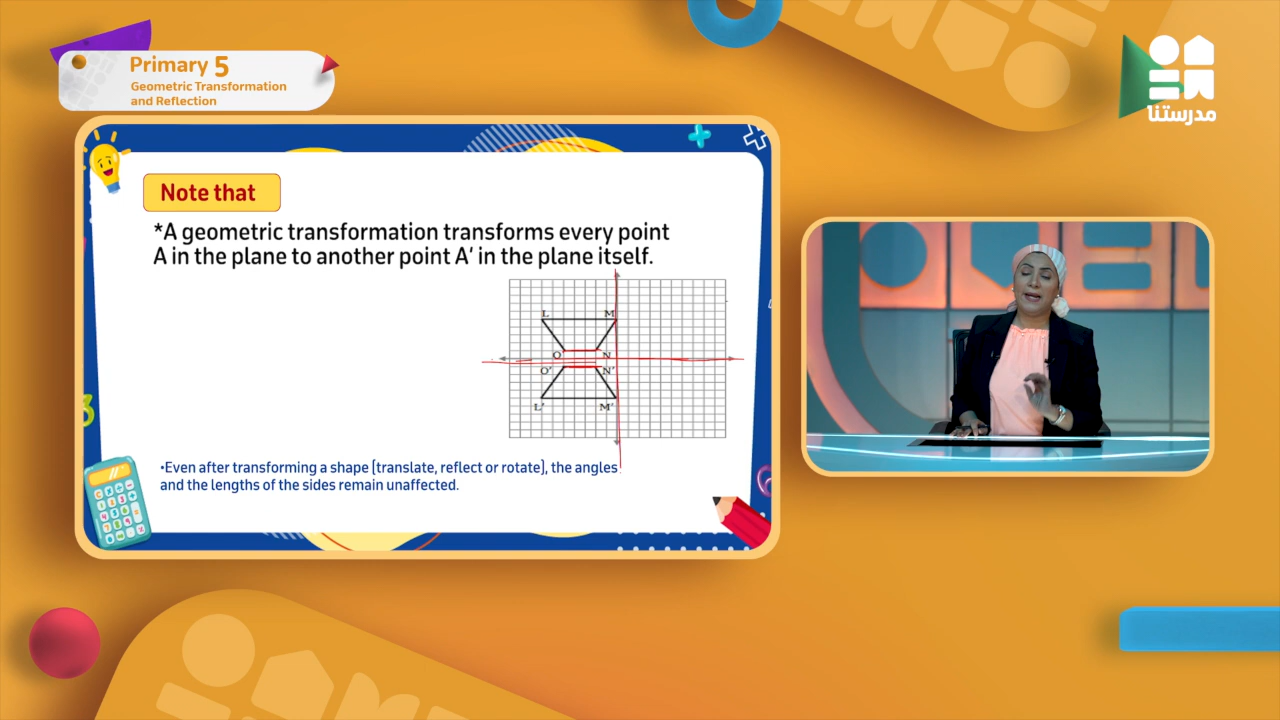 Primary 5
Geometric Transformation
and Reflection
مدرستنا
Note that
*A geometric transformation transforms every point
A in the plane to another point A' in the plane itself.
L M
O N
O' N'
L' M'
•Even after transforming a shape (translate, reflect or rotate), the angles
and the lengths of the sides remain unaffected.